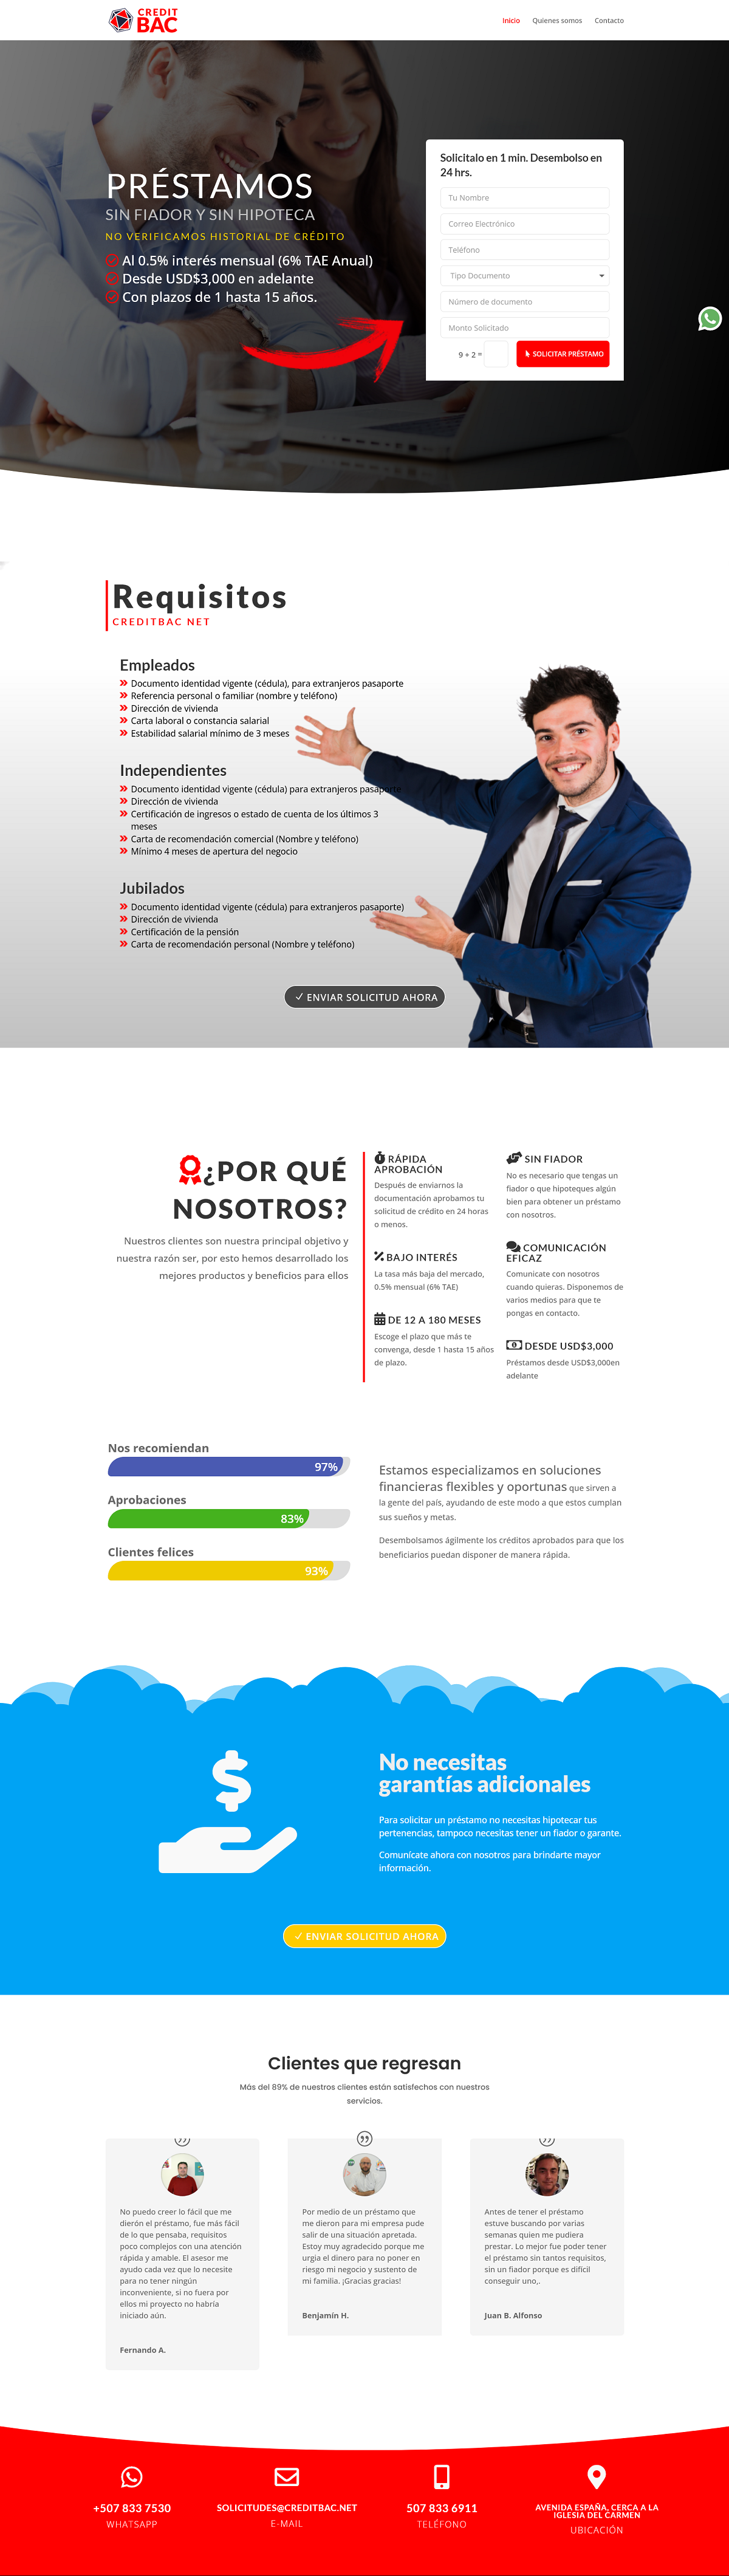 CREDIT
BAC
Inicio
Quienes somos
Contacto
PRÉSTAMOS
SIN FIADOR Y SIN HIPOTECA
NO VERIFICAMOS HISTORIAL DE CRÉDITO
Al 0.5% interés mensual (6% TAE Anual)
Desde USD$3,000 en adelante
Con plazos de 1 hasta 15 años.
Solicitalo en 1 min. Desembolso en
24 hrs.
Tu Nombre
Correo Electrónico
Teléfono
Tipo Documento
Número de documento
Monto Solicitado
9 + 2 =
SOLICITAR PRÉSTAMO
Requisitos
CREDITBAC NET
Empleados
Documento identidad vigente (cédula), para extranjeros pasaporte
Referencia personal o familiar (nombre y teléfono)
Dirección de vivienda
Carta laboral o constancia salarial
Estabilidad salarial mínimo de 3 meses
Independientes
Documento identidad vigente (cédula) para extranjeros pasaporte
Dirección de vivienda
Certificación de ingresos o estado de cuenta de los últimos 3
meses
Carta de recomendación comercial (Nombre y teléfono)
Mínimo 4 meses de apertura del negocio
Jubilados
Documento identidad vigente (cédula) para extranjeros pasaporte)
Dirección de vivienda
Certificación de la pensión
Carta de recomendación personal (Nombre y teléfono)
ENVIAR SOLICITUD AHORA
¿POR QUÉ
NOSOTROS?
Nuestros clientes son nuestra principal objetivo y
nuestra razón ser, por esto hemos desarrollado los
mejores productos y beneficios para ellos
RÁPIDA
APROBACIÓN
Después de enviarnos la
documentación aprobamos tu
solicitud de crédito en 24 horas
o menos.
BAJO INTERÉS
La tasa más baja del mercado,
0.5% mensual (6% TAE)
DE 12 A 180 MESES
Escoge el plazo que más te
convenga, desde 1 hasta 15 años
de plazo.
SIN FIADOR
No es necesario que tengas un
fiador o que hipoteques algún
bien para obtener un préstamo
con nosotros.
COMUNICACIÓN
EFICAZ
Comunicate con nosotros
cuando quieras. Disponemos de
varios medios para que te
pongas en contacto.
DESDE USD$3,000
Préstamos desde USD$3,000en
adelante
Nos recomiendan
97%
Aprobaciones
83%
Clientes felices
93%
Estamos especializamos en soluciones
financieras flexibles y oportunas que sirven a
la gente del país, ayudando de este modo a que estos cumplan
sus sueños y metas.
Desembolsamos ágilmente los créditos aprobados para que los
beneficiarios puedan disponer de manera rápida.
No necesitas
garantías adicionales
Para solicitar un préstamo no necesitas hipotecar tus
pertenencias, tampoco necesitas tener un fiador o garante.
Comunícate ahora con nosotros para brindarte mayor
información.
ENVIAR SOLICITUD AHORA
Clientes que regresan
Más del 89% de nuestros clientes están satisfechos con nuestros
servicios.
No puedo creer lo fácil que me
dierón el préstamo, fue más fácil
de lo que pensaba, requisitos
poco complejos con una atención
rápida y amable. El asesor me
ayudo cada vez que lo necesite
para no tener ningún
inconveniente, si no fuera por
ellos mi proyecto no habría
iniciado aún.
Fernando A.
Por medio de un préstamo que
me dieron para mi empresa pude
salir de una situación apretada.
Estoy muy agradecido porque me
urgia el dinero para no poner en
riesgo mi negocio y sustento de
mi familia. ¡Gracias gracias!
Benjamín H.
Antes de tener el préstamo
estuve buscando por varias
semanas quien me pudiera
prestar. Lo mejor fue poder tener
el préstamo sin tantos requisitos,
sin un fiador porque es difícil
conseguir uno,.
Juan B. Alfonso
+507 833 7530
WHATSAPP
SOLICITUDES@CREDITBAC.NET
E-MAIL
507 833 6911
TELÉFONO
AVENIDA ESPAÑA, CERCA A LA
IGLESIA DEL CARMEN
UBICACIÓN